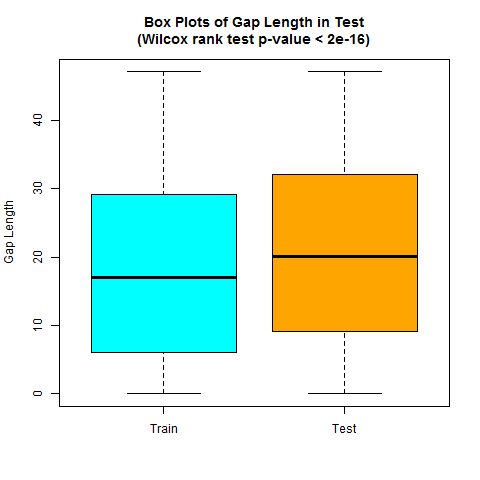 Box Plots of Gap Length in Test
(Wilcox rank test p-value < 2e-16)
Gap Length
40
30
20
10
0
Train
Test